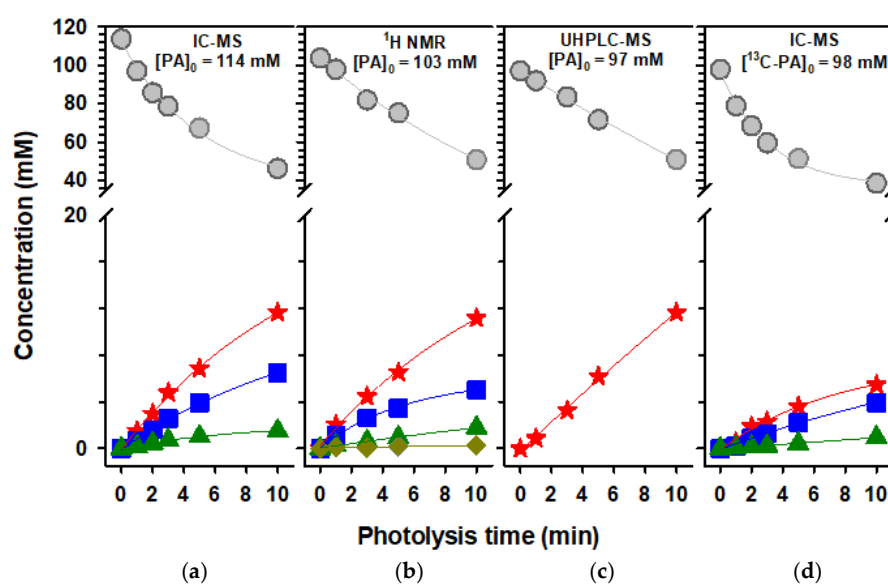 IC-MS
[PA]₀ = 114 mM
¹H NMR
[PA]₀ = 103 mM
UHPLC-MS
[PA]₀ = 97 mM
IC-MS
[¹³C-PA]₀ = 98 mM
Concentration (mM)
120
100
80
60
40
20
0
0 2 4 6 8 10
0 2 4 6 8 10
0 2 4 6 8 10
0 2 4 6 8 10
Photolysis time (min)
(a) (b) (c) (d)